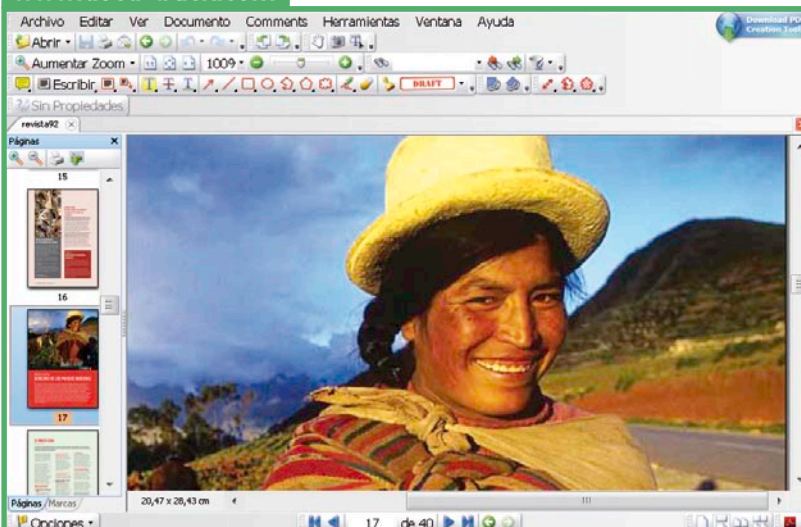 Archivo Editar Ver Documento Comments Herramientas Ventana Ayuda
Download PDF
Creation Tool
Abrir
Aumentar Zoom 100%
Escribir DRAFT
Sin Propiedades
revista92
Páginas
15
16
17
Páginas Marcas
20,47 x 28,43 cm
Opciones 17 de 40